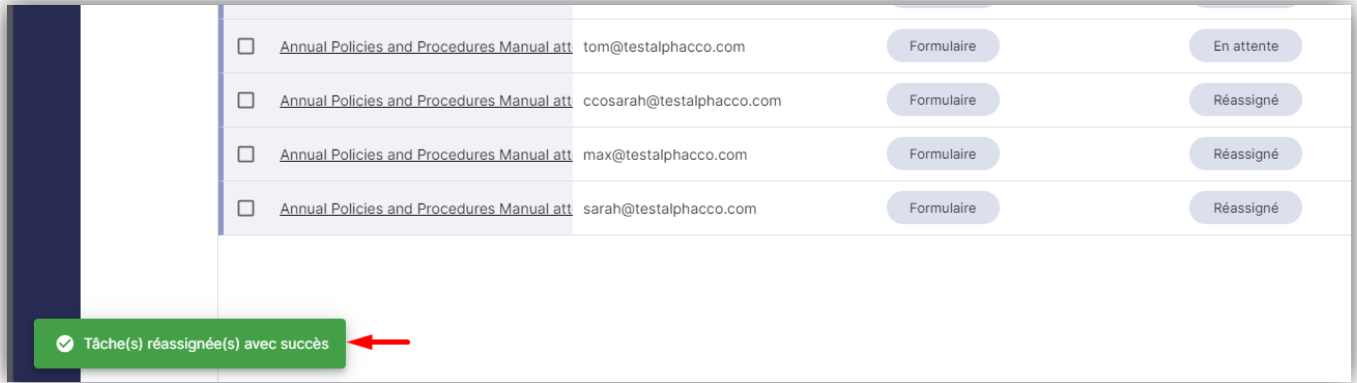 Annual Policies and Procedures Manual att tom@testalphacco.com Formulaire En attente
Annual Policies and Procedures Manual att ccosarah@testalphacco.com Formulaire Réassigné
Annual Policies and Procedures Manual att max@testalphacco.com Formulaire Réassigné
Annual Policies and Procedures Manual att sarah@testalphacco.com Formulaire Réassigné
Tâche(s) réassignée(s) avec succès